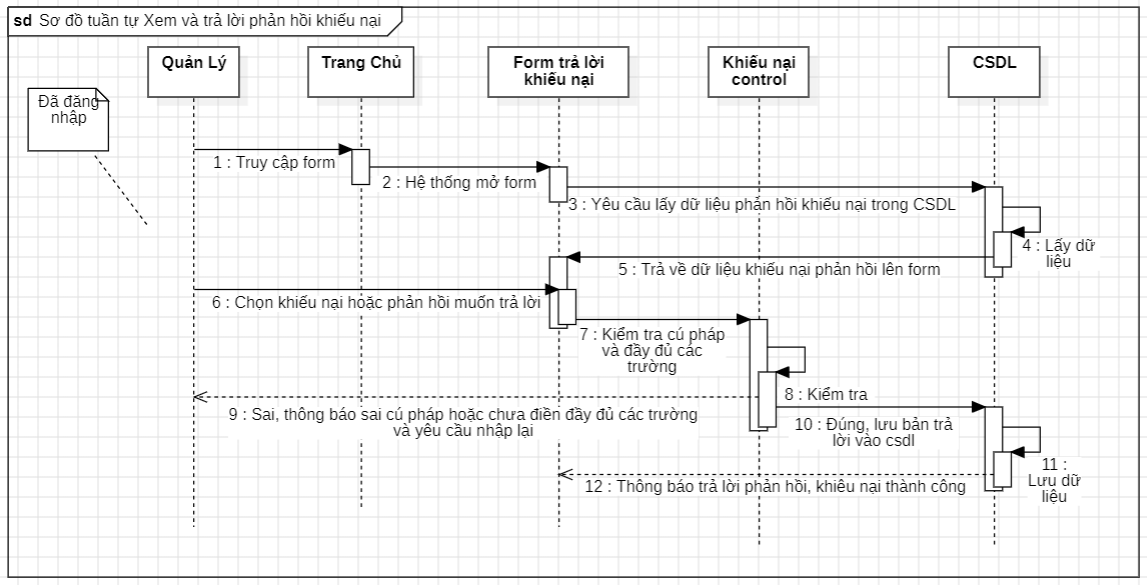 sd Sơ đồ tuần tự Xem và trả lời phản hồi khiếu nại
Quản Lý
Trang Chủ
Form trả lời
khiếu nại
Khiếu nại
control
CSDL
Đã đăng
nhập
1 : Truy cập form
2 : Hệ thống mở form
3 : Yêu cầu lấy dữ liệu phản hồi khiếu nại trong CSDL
4 : Lấy dữ
liệu
5 : Trả về dữ liệu khiếu nại phản hồi lên form
6 : Chọn khiếu nại hoặc phản hồi muốn trả lời
7 : Kiểm tra cú pháp
và đầy đủ các
trường
8 : Kiểm tra
9 : Sai, thông báo sai cú pháp hoặc chưa điền đầy đủ các trường
và yêu cầu nhập lại
10 : Đúng, lưu bản trả
lời vào csdl
11 :
Lưu dữ
liệu
12 : Thông báo trả lời phản hồi, khiêu nại thành công